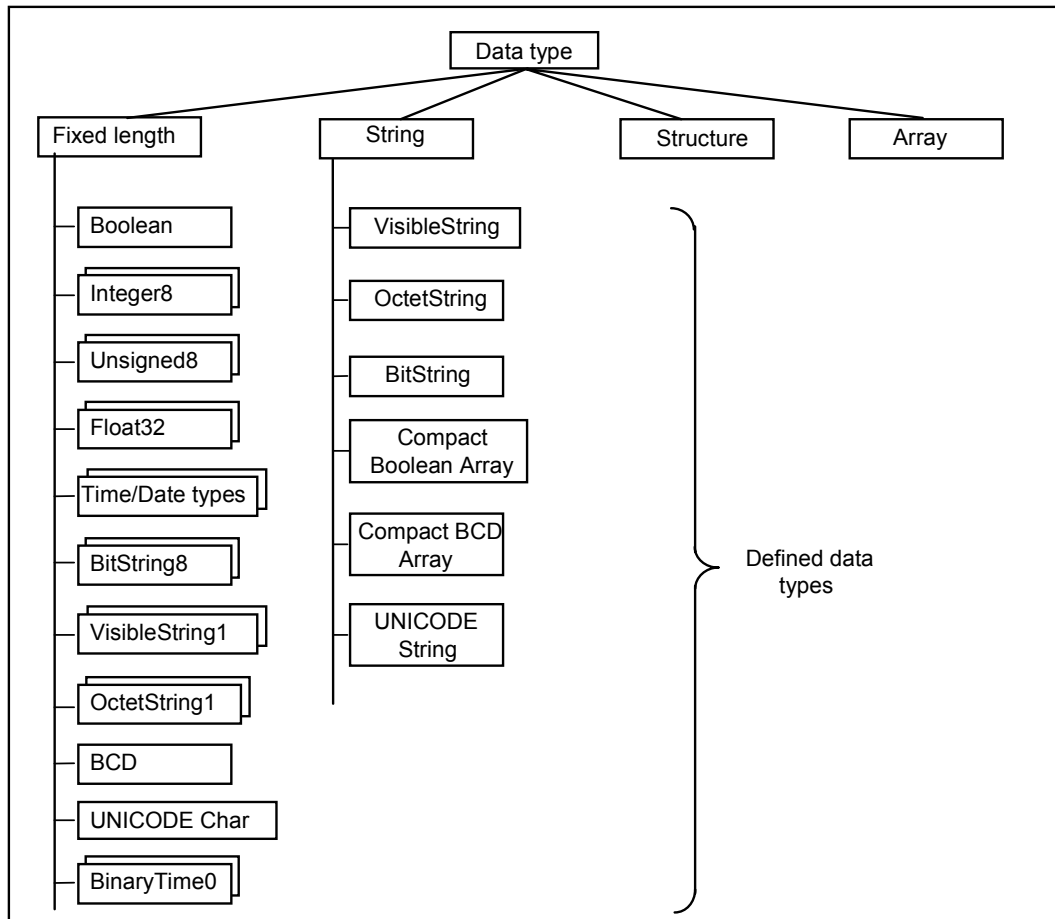 Data type
Fixed length
String
Structure
Array
Boolean
Integer8
Unsigned8
Float32
Time/Date types
BitString8
VisibleString1
OctetString1
BCD
UNICODE Char
BinaryTime0
VisibleString
OctetString
BitString
Compact
Boolean Array
Compact BCD
Array
UNICODE
String
Defined data
types